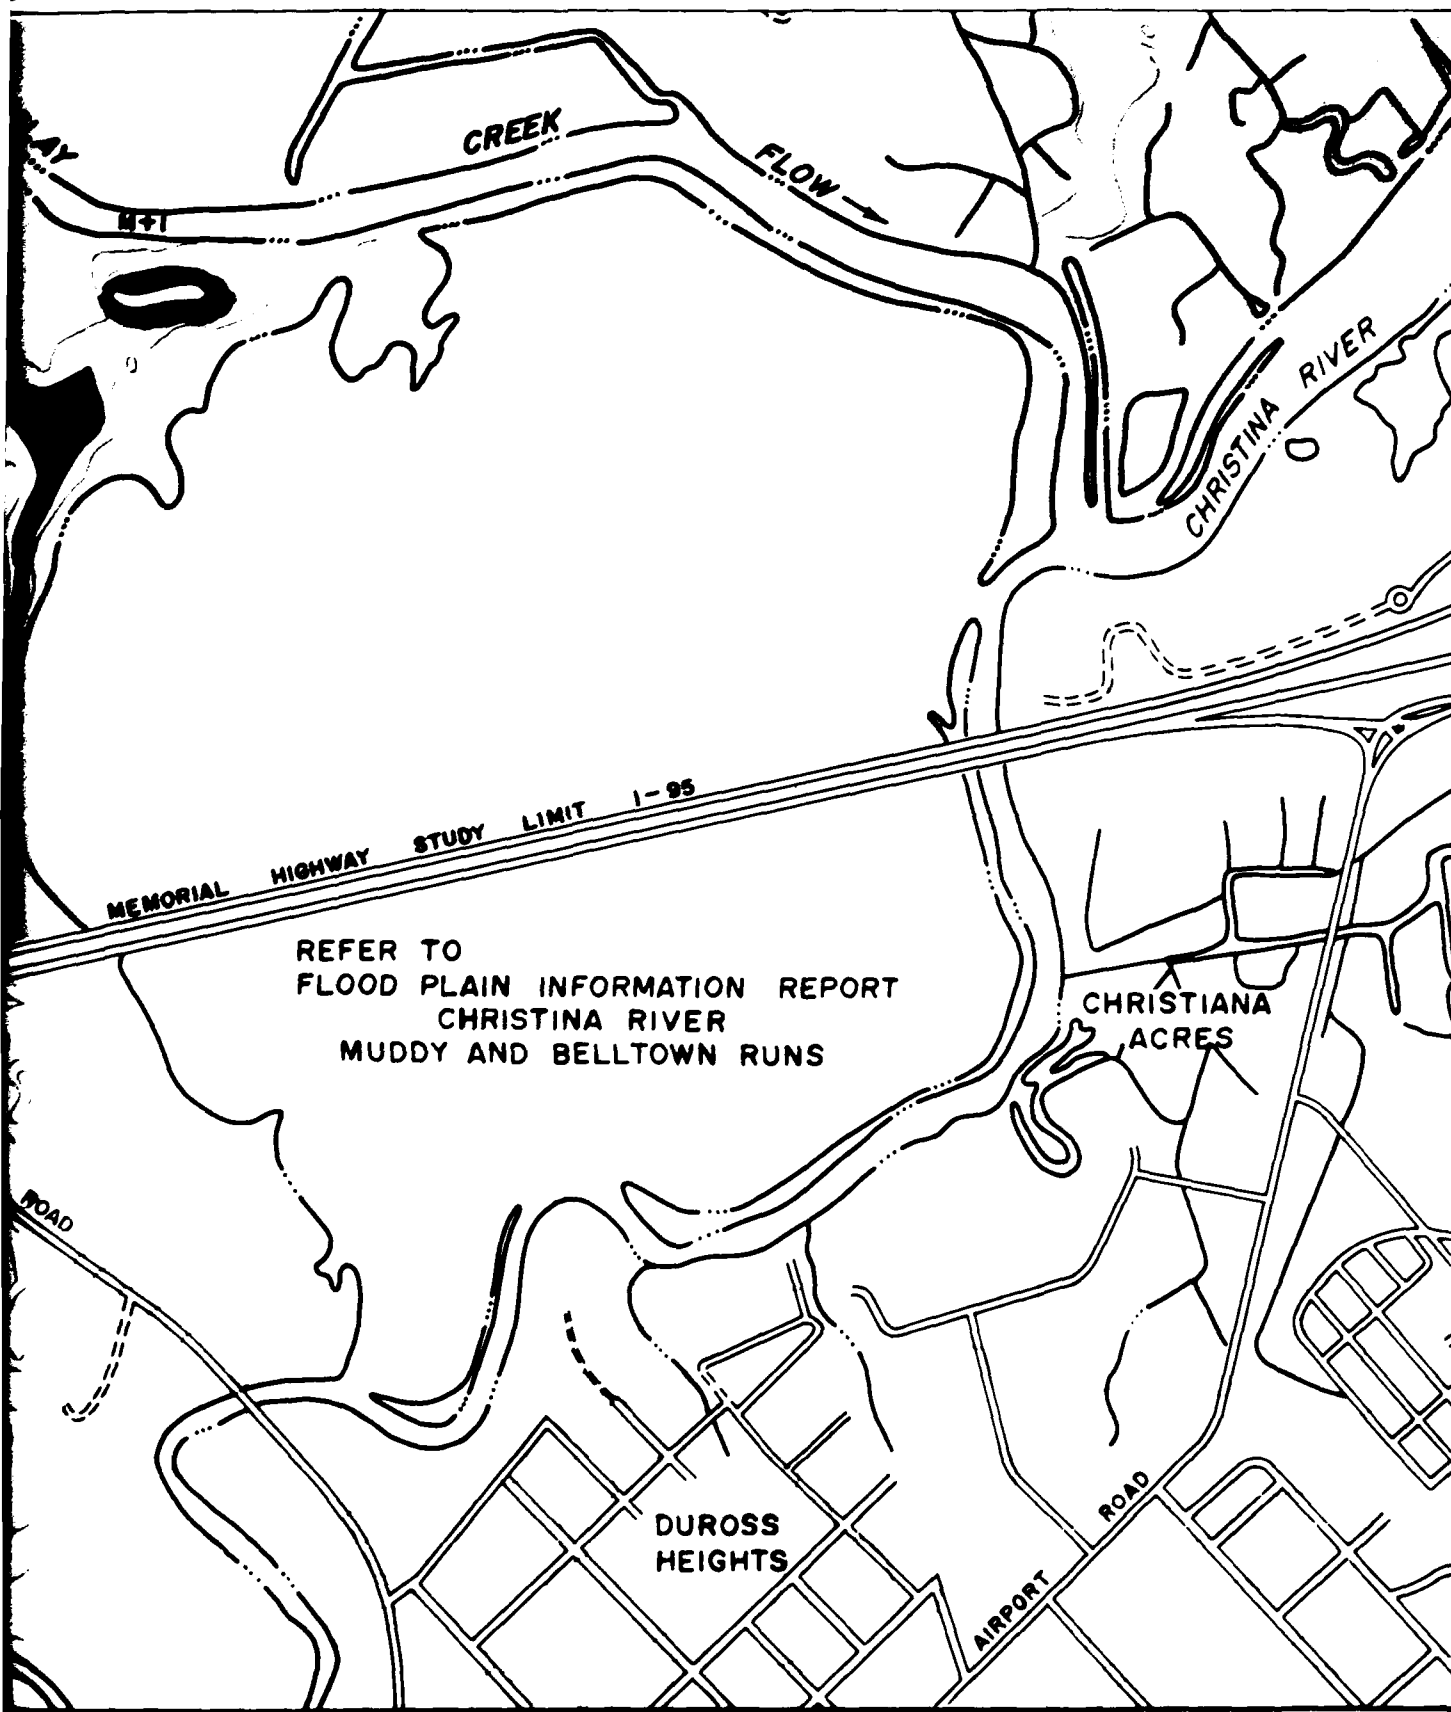 CREEK
FLOW
LAY
M+1
CHRISTINA RIVER
MEMORIAL HIGHWAY STUDY LIMIT I-95
REFER TO
FLOOD PLAIN INFORMATION REPORT
CHRISTINA RIVER
MUDDY AND BELLTOWN RUNS
CHRISTIANA
ACRES
ROAD
DUROSS
HEIGHTS
AIRPORT ROAD